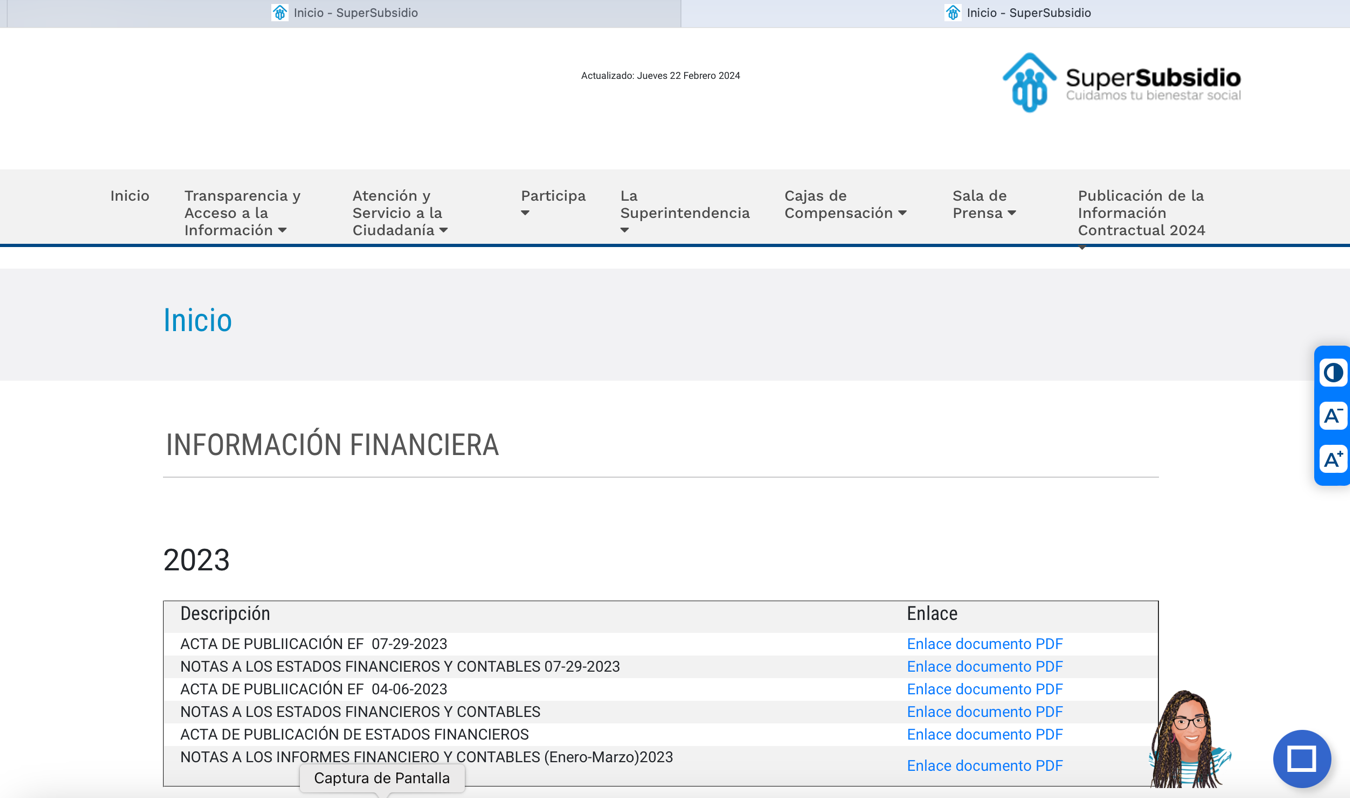 Inicio - SuperSubsidio
Inicio - SuperSubsidio
Actualizado: Jueves 22 Febrero 2024
SuperSubsidio
Cuidamos tu bienestar social
Inicio
Transparencia y
Acceso a la
Información
Atención y
Servicio a la
Ciudadanía
Participa
La
Superintendencia
Cajas de
Compensación
Sala de
Prensa
Publicación de la
Información
Contractual 2024
Inicio
A-
A+
INFORMACIÓN FINANCIERA
2023
Descripción Enlace
ACTA DE PUBLIICACIÓN EF 07-29-2023 Enlace documento PDF
NOTAS A LOS ESTADOS FINANCIEROS Y CONTABLES 07-29-2023 Enlace documento PDF
ACTA DE PUBLIICACIÓN EF 04-06-2023 Enlace documento PDF
NOTAS A LOS ESTADOS FINANCIEROS Y CONTABLES Enlace documento PDF
ACTA DE PUBLICACIÓN DE ESTADOS FINANCIEROS Enlace documento PDF
NOTAS A LOS INFORMES FINANCIERO Y CONTABLES (Enero-Marzo)2023 Enlace documento PDF
Captura de Pantalla